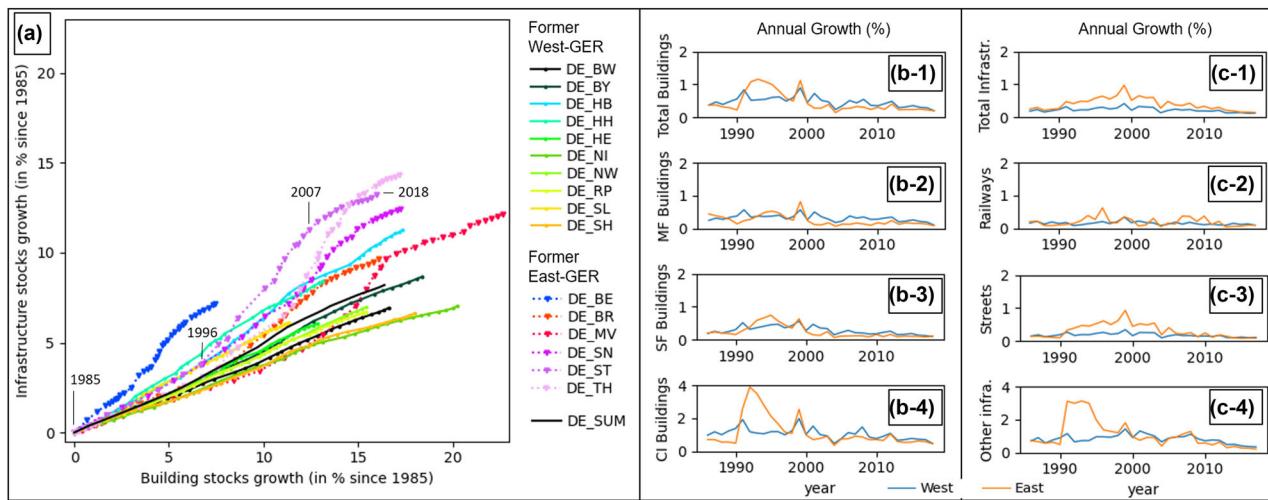 (a)
Infrastructure stocks growth (in % since 1985)
20
15
10
5
0
1985
1996
2007
2018
0
5
10
15
20
Building stocks growth (in % since 1985)
Former
West-GER
DE_BW
DE_BY
DE_HB
DE_HH
DE_HE
DE_NI
DE_NW
DE_RP
DE_SL
DE_SH
Former
East-GER
DE_BE
DE_BR
DE_MV
DE_SN
DE_ST
DE_TH
DE_SUM
Annual Growth (%)
(b-1)
Total Buildings
2
1
0
1990
2000
2010
(b-2)
MF Buildings
2
1
0
1990
2000
2010
(b-3)
SF Buildings
2
1
0
1990
2000
2010
(b-4)
CI Buildings
4
2
0
1990
2000
2010
year
Annual Growth (%)
(c-1)
Total Infrastr.
2
1
0
1990
2000
2010
(c-2)
Railways
2
1
0
1990
2000
2010
(c-3)
Streets
2
1
0
1990
2000
2010
(c-4)
Other infra.
4
2
0
1990
2000
2010
year
West
East